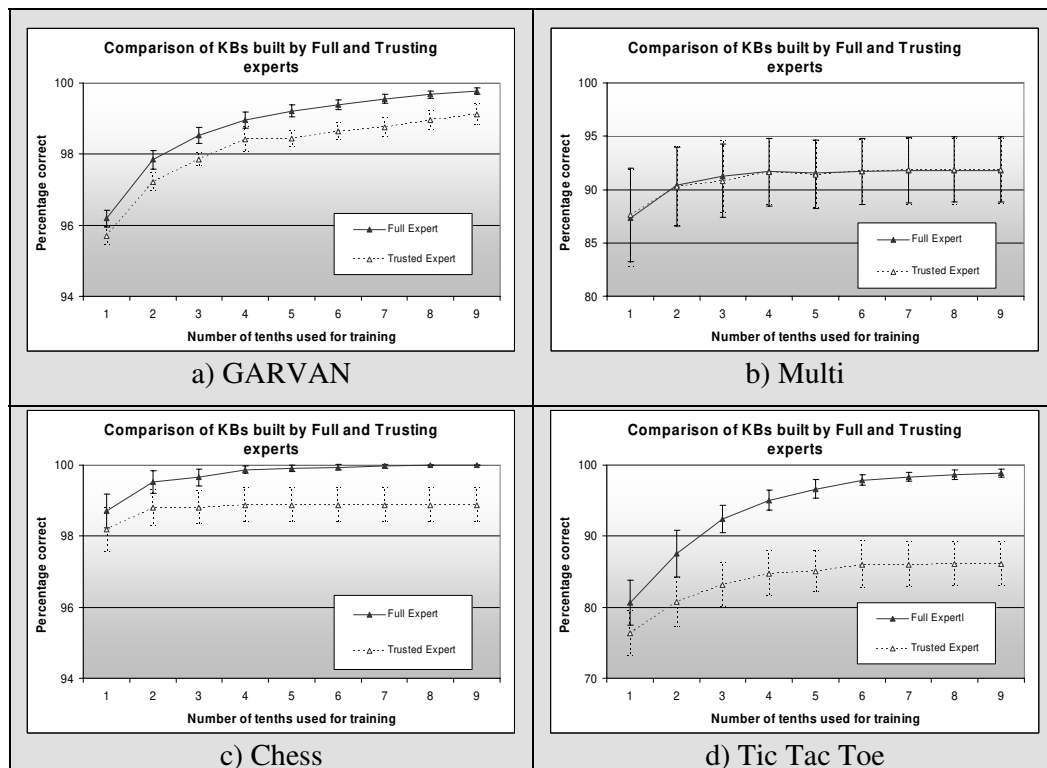 Comparison of KBs built by Full and Trusting
experts
Percentage correct
100
98
96
94
Full Expert
Trusted Expert
1 2 3 4 5 6 7 8 9
Number of tenths used for training
a) GARVAN
Comparison of KBs built by Full and Trusting
experts
Percentage correct
100
95
90
85
80
Full Expert
Trusted Expert
1 2 3 4 5 6 7 8 9
Number of tenths used for training
b) Multi
Comparison of KBs built by Full and Trusting
experts
Percentage correct
100
98
96
94
Full Expert
Trusted Expert
1 2 3 4 5 6 7 8 9
Number of tenths used for training
c) Chess
Comparison of KBs built by Full and Trusting
experts
Percentage correct
100
90
80
70
Full Expertl
Trusted Expert
1 2 3 4 5 6 7 8 9
Number of tenths used for training
d) Tic Tac Toe